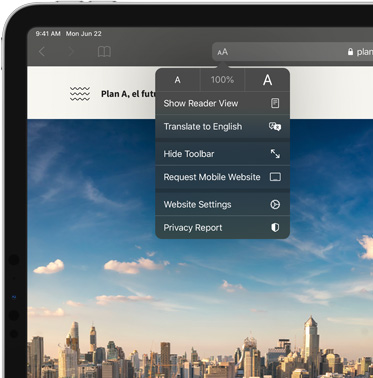 9:41 AM Mon Jun 22
AA
plan
Plan A, el futu
A 100% A
Show Reader View
Translate to English
Hide Toolbar
Request Mobile Website
Website Settings
Privacy Report